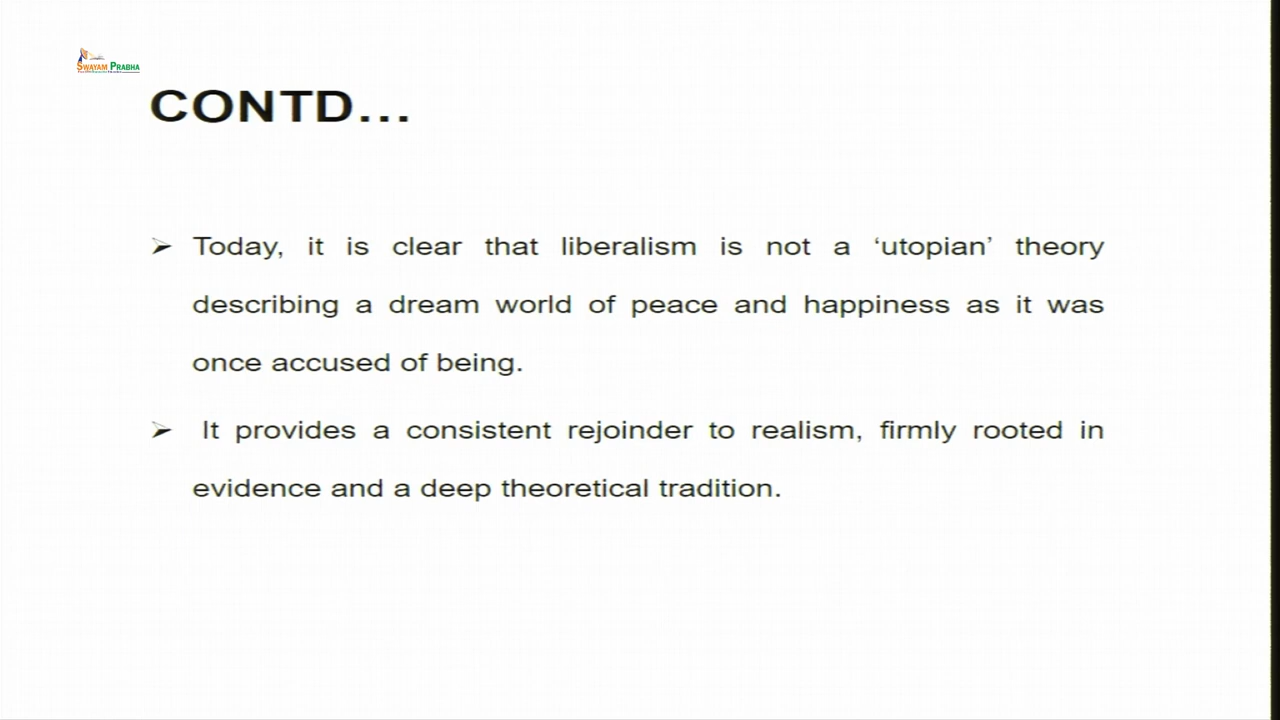 SWAYAM PRABHA
CONTD...
➢ Today, it is clear that liberalism is not a ‘utopian’ theory
describing a dream world of peace and happiness as it was
once accused of being.
➢ It provides a consistent rejoinder to realism, firmly rooted in
evidence and a deep theoretical tradition.